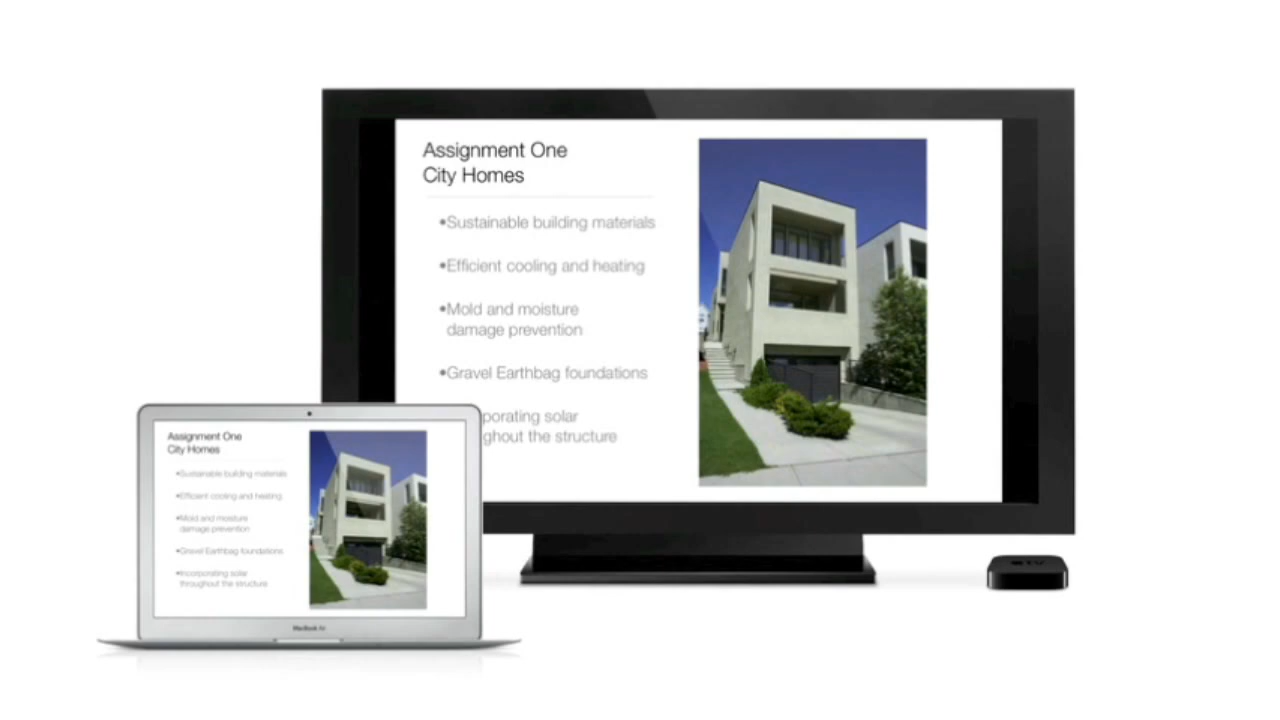 Assignment One
City Homes
•Sustainable building materials
•Efficient cooling and heating
•Mold and moisture
damage prevention
•Gravel Earthbag foundations
porating solar
ghout the structure
Assignment One
City Homes
•Sustainable building materials
•Efficient cooling and heating
•Mold and moisture
damage prevention
•Gravel Earthbag foundations
•Incorporating solar
throughout the structure
MacBook Air
tv